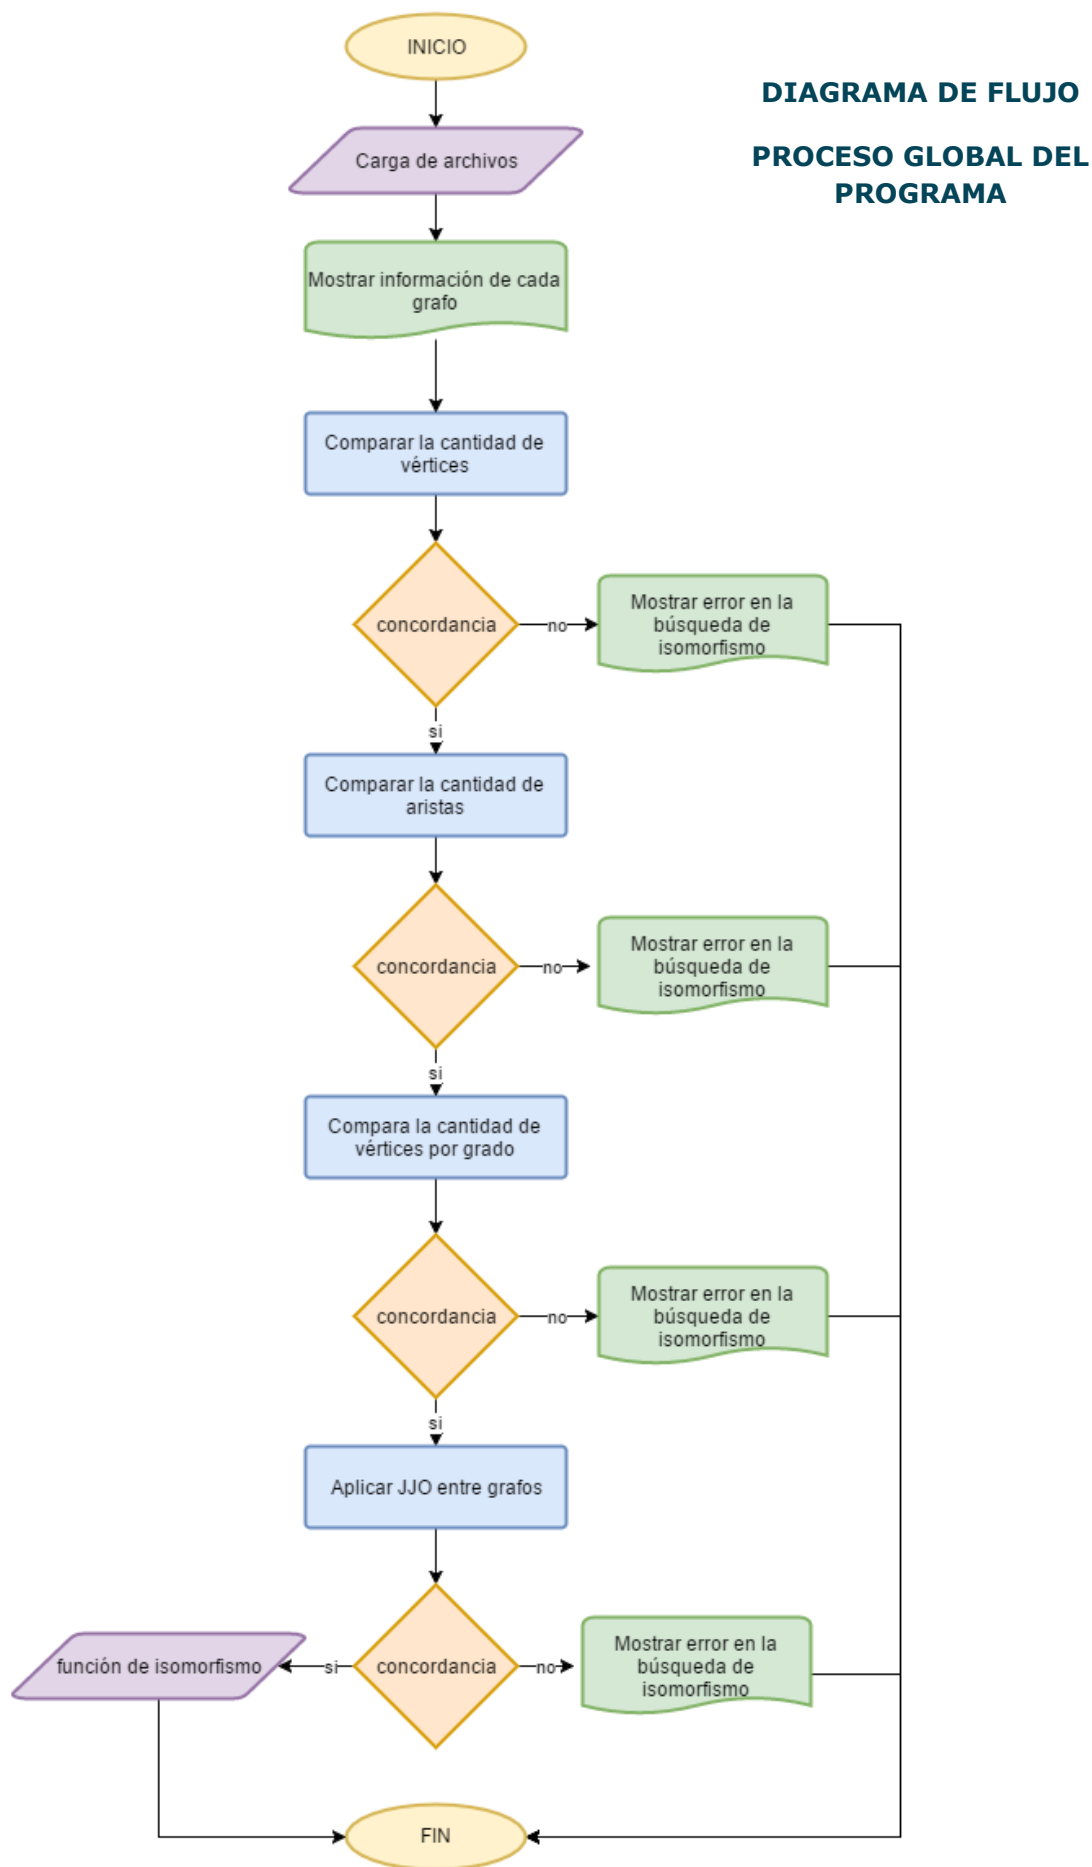 INICIO
DIAGRAMA DE FLUJO
PROCESO GLOBAL DEL
PROGRAMA
Carga de archivos
Mostrar información de cada
grafo
Comparar la cantidad de
vértices
concordancia
no
Mostrar error en la
búsqueda de
isomorfismo
si
Comparar la cantidad de
aristas
concordancia
no
Mostrar error en la
búsqueda de
isomorfismo
si
Compara la cantidad de
vértices por grado
concordancia
no
Mostrar error en la
búsqueda de
isomorfismo
si
Aplicar JJO entre grafos
función de isomorfismo
si
concordancia
no
Mostrar error en la
búsqueda de
isomorfismo
FIN